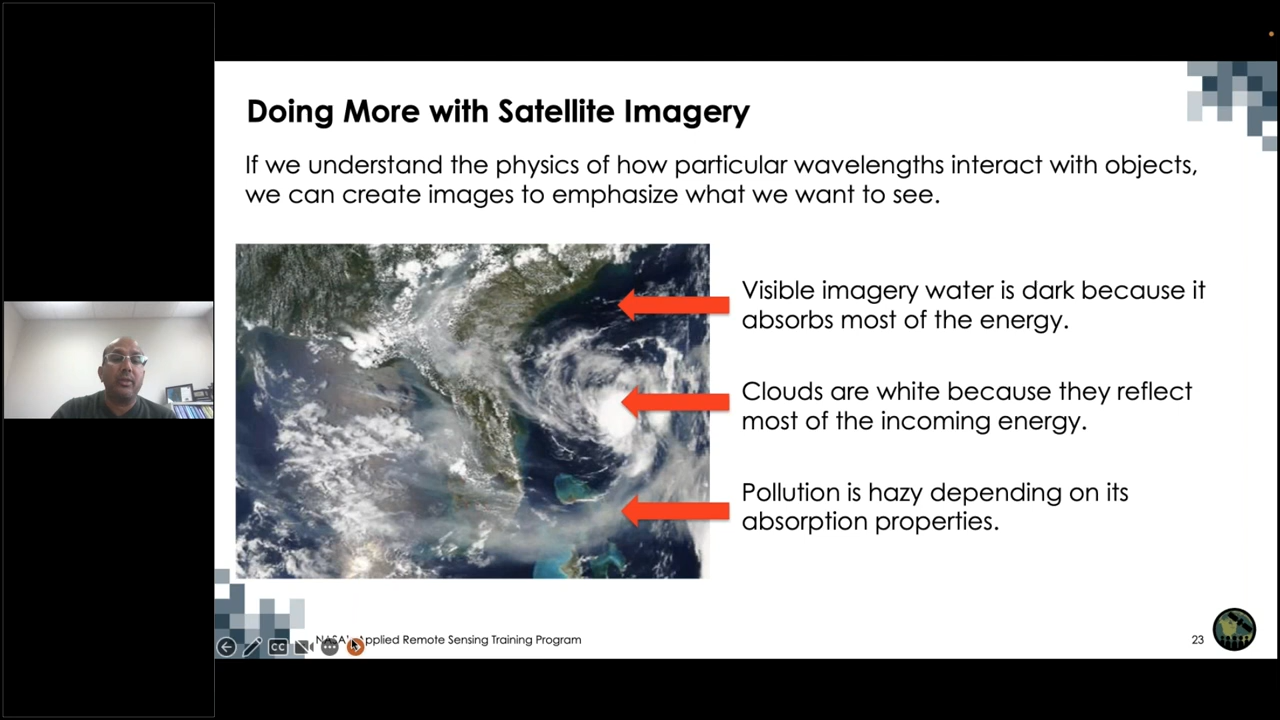 Doing More with Satellite Imagery
If we understand the physics of how particular wavelengths interact with objects,
we can create images to emphasize what we want to see.
Visible imagery water is dark because it
absorbs most of the energy.
Clouds are white because they reflect
most of the incoming energy.
Pollution is hazy depending on its
absorption properties.
CC
NASA's Applied Remote Sensing Training Program
23